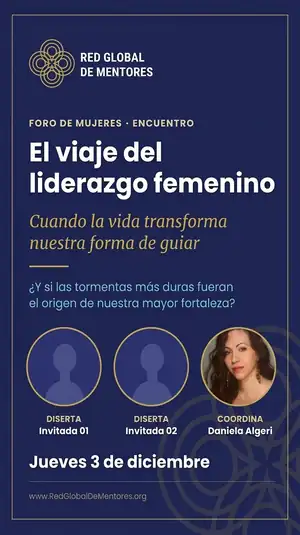 RED GLOBAL
DE MENTORES
FORO DE MUJERES · ENCUENTRO
El viaje del
liderazgo femenino
Cuando la vida transforma
nuestra forma de guiar
¿Y si las tormentas más duras fueran
el origen de nuestra mayor fortaleza?
DISERTA
Invitada 01
DISERTA
Invitada 02
COORDINA
Daniela Algeri
Jueves 3 de diciembre
www.RedGlobalDeMentores.org